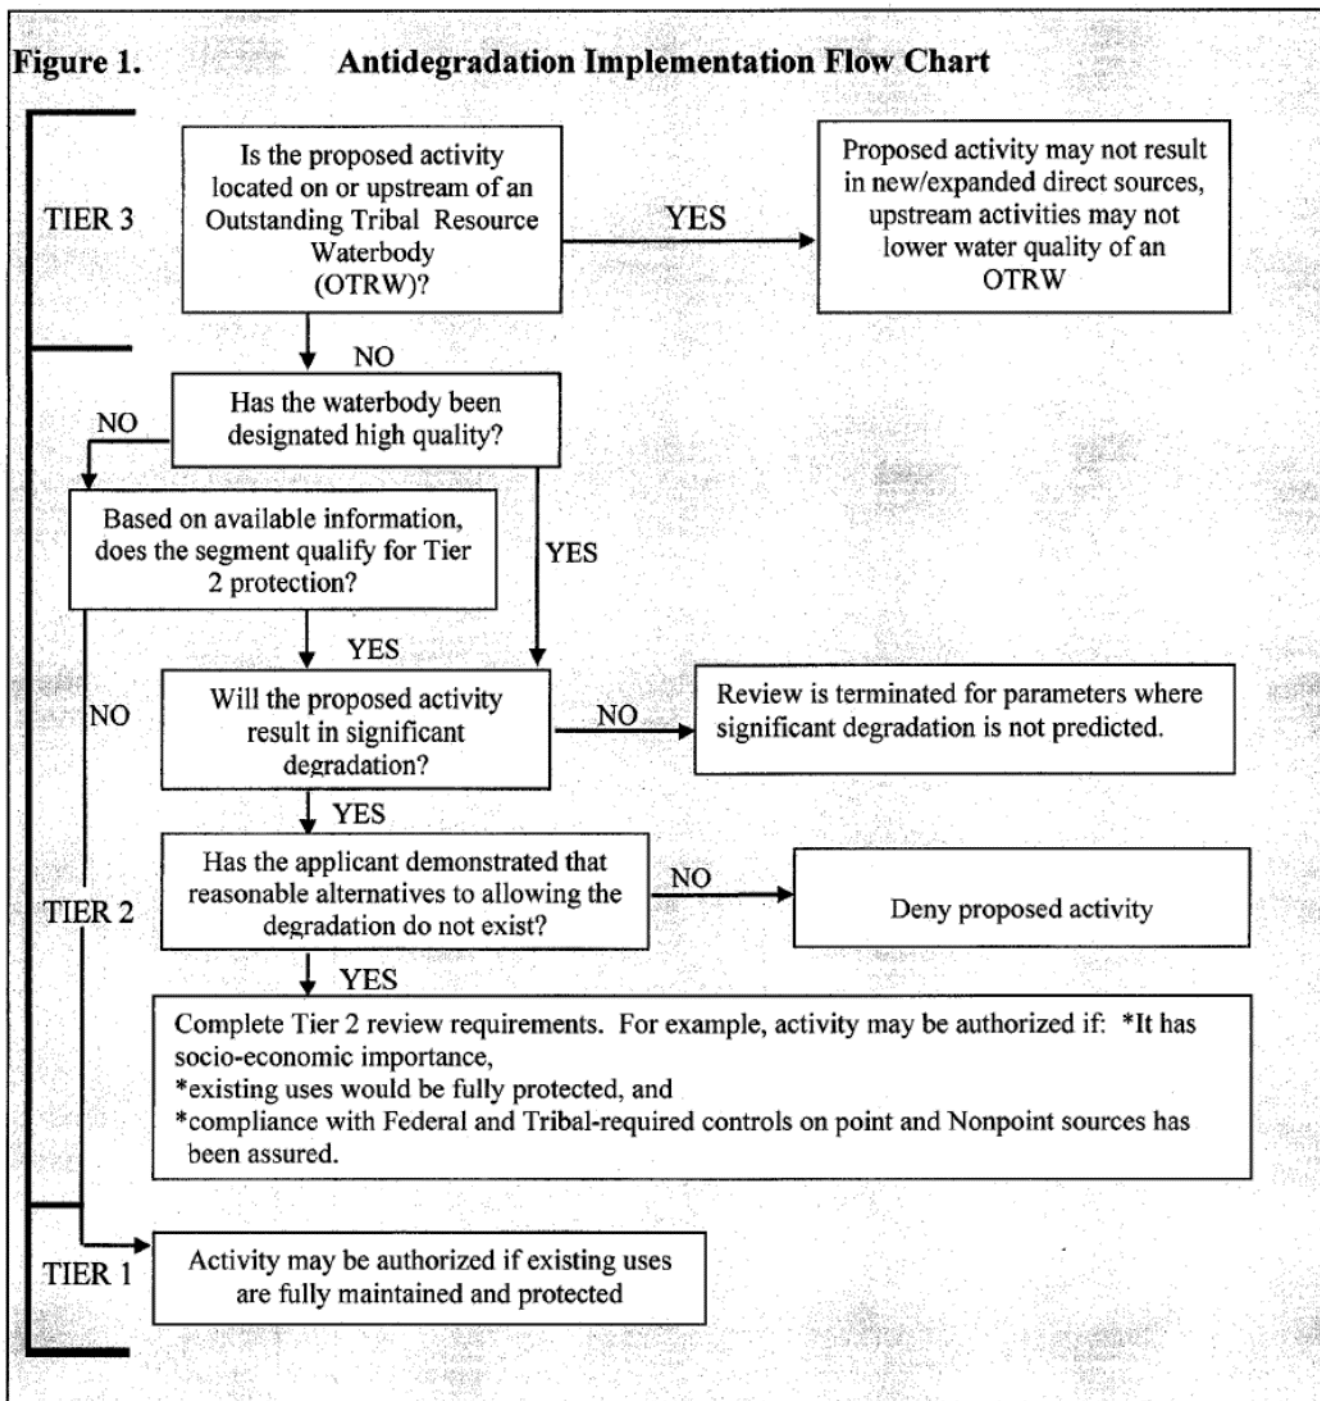 Figure 1. Antidegradation Implementation Flow Chart
TIER 3
Is the proposed activity
located on or upstream of an
Outstanding Tribal Resource
Waterbody
(OTRW)?
YES
Proposed activity may not result
in new/expanded direct sources,
upstream activities may not
lower water quality of an
OTRW
NO
Has the waterbody been
designated high quality?
NO
YES
Based on available information,
does the segment qualify for Tier
2 protection?
YES
NO
Will the proposed activity
result in significant
degradation?
NO
Review is terminated for parameters where
significant degradation is not predicted.
YES
TIER 2
Has the applicant demonstrated that
reasonable alternatives to allowing the
degradation do not exist?
NO
Deny proposed activity
YES
Complete Tier 2 review requirements. For example, activity may be authorized if: *It has
socio-economic importance,
*existing uses would be fully protected, and
*compliance with Federal and Tribal-required controls on point and Nonpoint sources has
been assured.
TIER 1
Activity may be authorized if existing uses
are fully maintained and protected